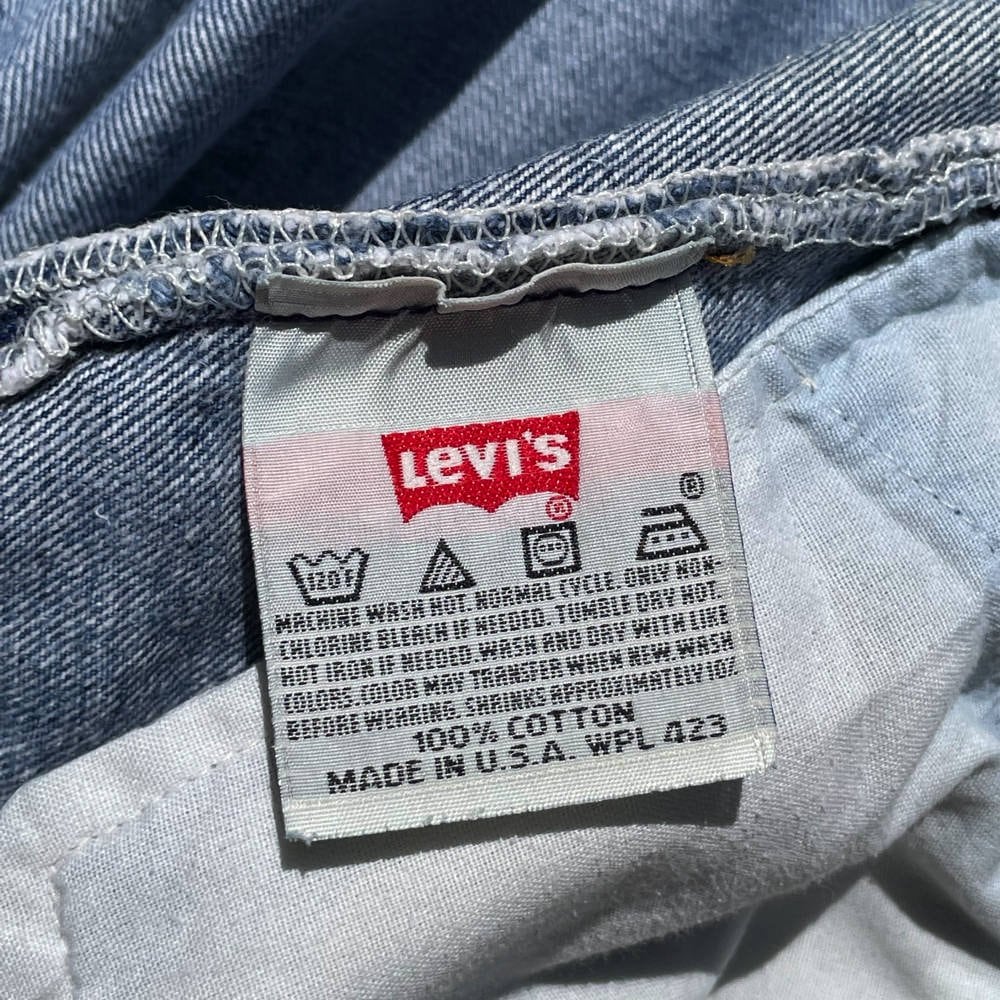 LEVI'S
®
®
120F
MACHINE WASH HOT. NORMAL CYCLE. ONLY NON-
CHLORINE BLEACH IF NEEDED. TUMBLE DRY HOT.
HOT IRON IF NEEDED WASH AND DRY WITH LIKE
COLORS. COLOR MAY TRANSFER WHEN NEW WASH
BEFORE WEARING. SHRINKS APPROXIMATELY 10%
100% COTTON
MADE IN U.S.A. WPL 423